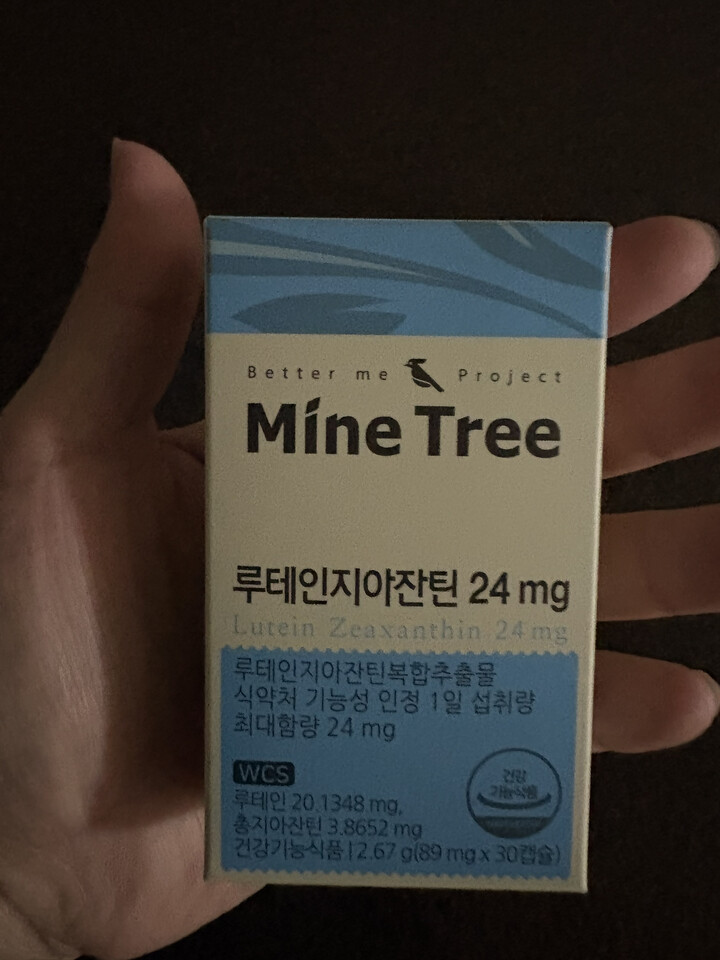 Better me Project
Mine Tree
루테인지아잔틴 24 mg
Lutein Zeaxanthin 24 mg
루테인지아잔틴복합추출물
식약처 기능성 인정 1일 섭취량
최대함량 24 mg
WCS
루테인 20.1348 mg,
총지아잔틴 3.8652 mg
건강기능식품 | 2.67 g(89 mg x 30캡슐)
건강
기능식품